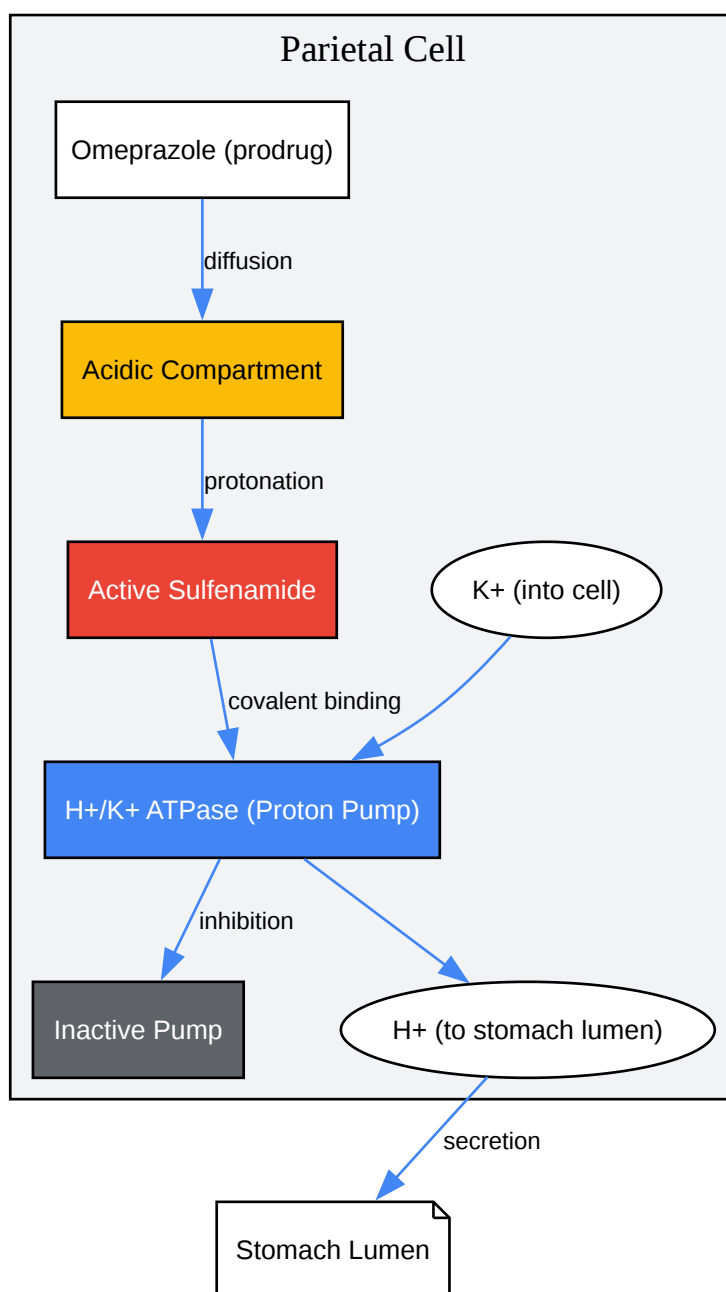 Parietal Cell
Omeprazole (prodrug)
diffusion
Acidic Compartment
protonation
Active Sulfenamide
K+ (into cell)
covalent binding
H+/K+ ATPase (Proton Pump)
inhibition
Inactive Pump
H+ (to stomach lumen)
secretion
Stomach Lumen